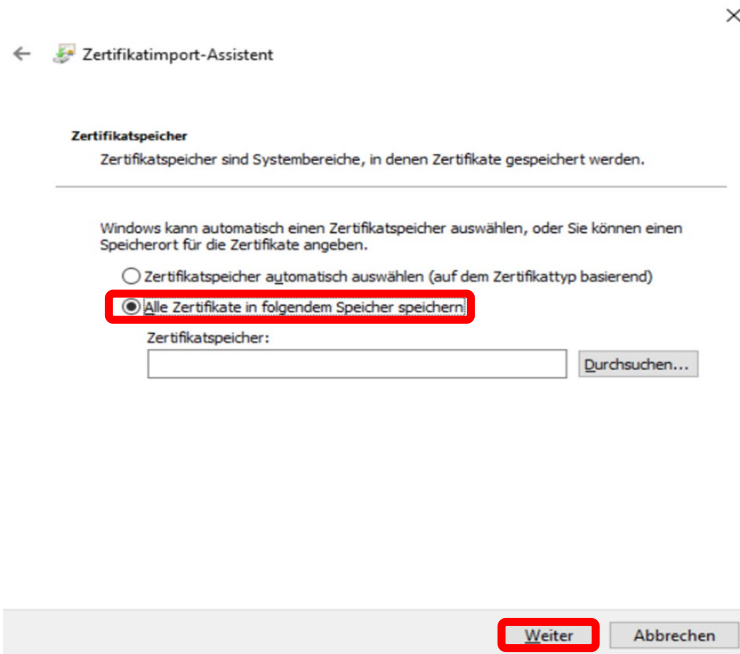 Zertifikatimport-Assistent
Zertifikatspeicher
Zertifikatspeicher sind Systembereiche, in denen Zertifikate gespeichert werden.
Windows kann automatisch einen Zertifikatspeicher auswählen, oder Sie können einen
Speicherort für die Zertifikate angeben.
Zertifikatspeicher automatisch auswählen (auf dem Zertifikattyp basierend)
Alle Zertifikate in folgendem Speicher speichern
Zertifikatspeicher:
Durchsuchen...
Weiter
Abbrechen